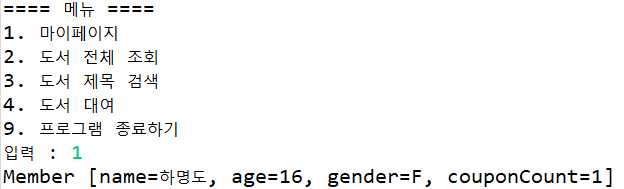 ==== 메뉴 ====
1. 마이페이지
2. 도서 전체 조회
3. 도서 제목 검색
4. 도서 대여
9. 프로그램 종료하기
입력 : 1
Member [name=하명도, age=16, gender=F, couponCount=1]